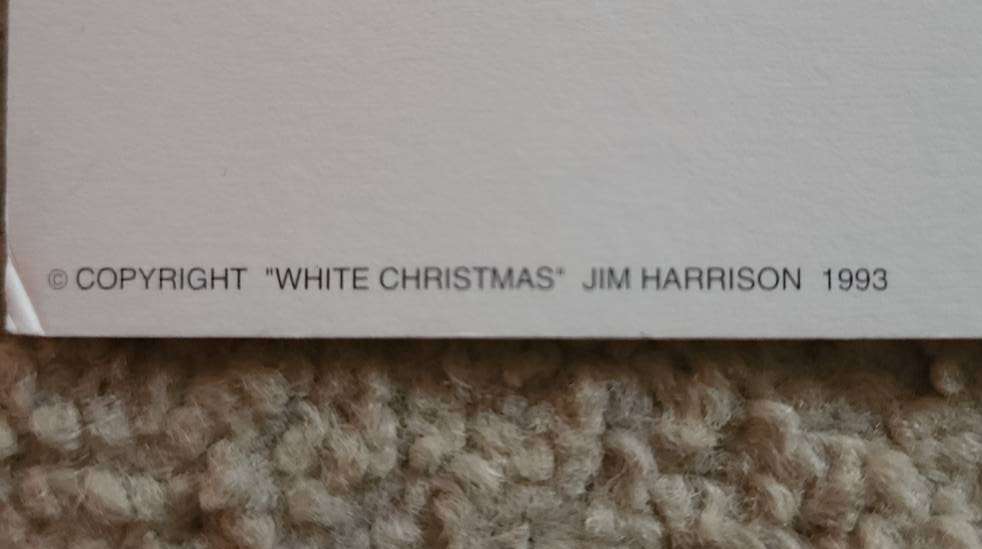 © COPYRIGHT "WHITE CHRISTMAS" JIM HARRISON 1993